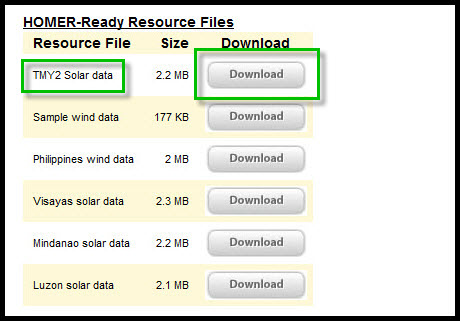 HOMER-Ready Resource Files
Resource File Size Download
TMY2 Solar data 2.2 MB Download
Sample wind data 177 KB Download
Philippines wind data 2 MB Download
Visayas solar data 2.3 MB Download
Mindanao solar data 2.2 MB Download
Luzon solar data 2.1 MB Download